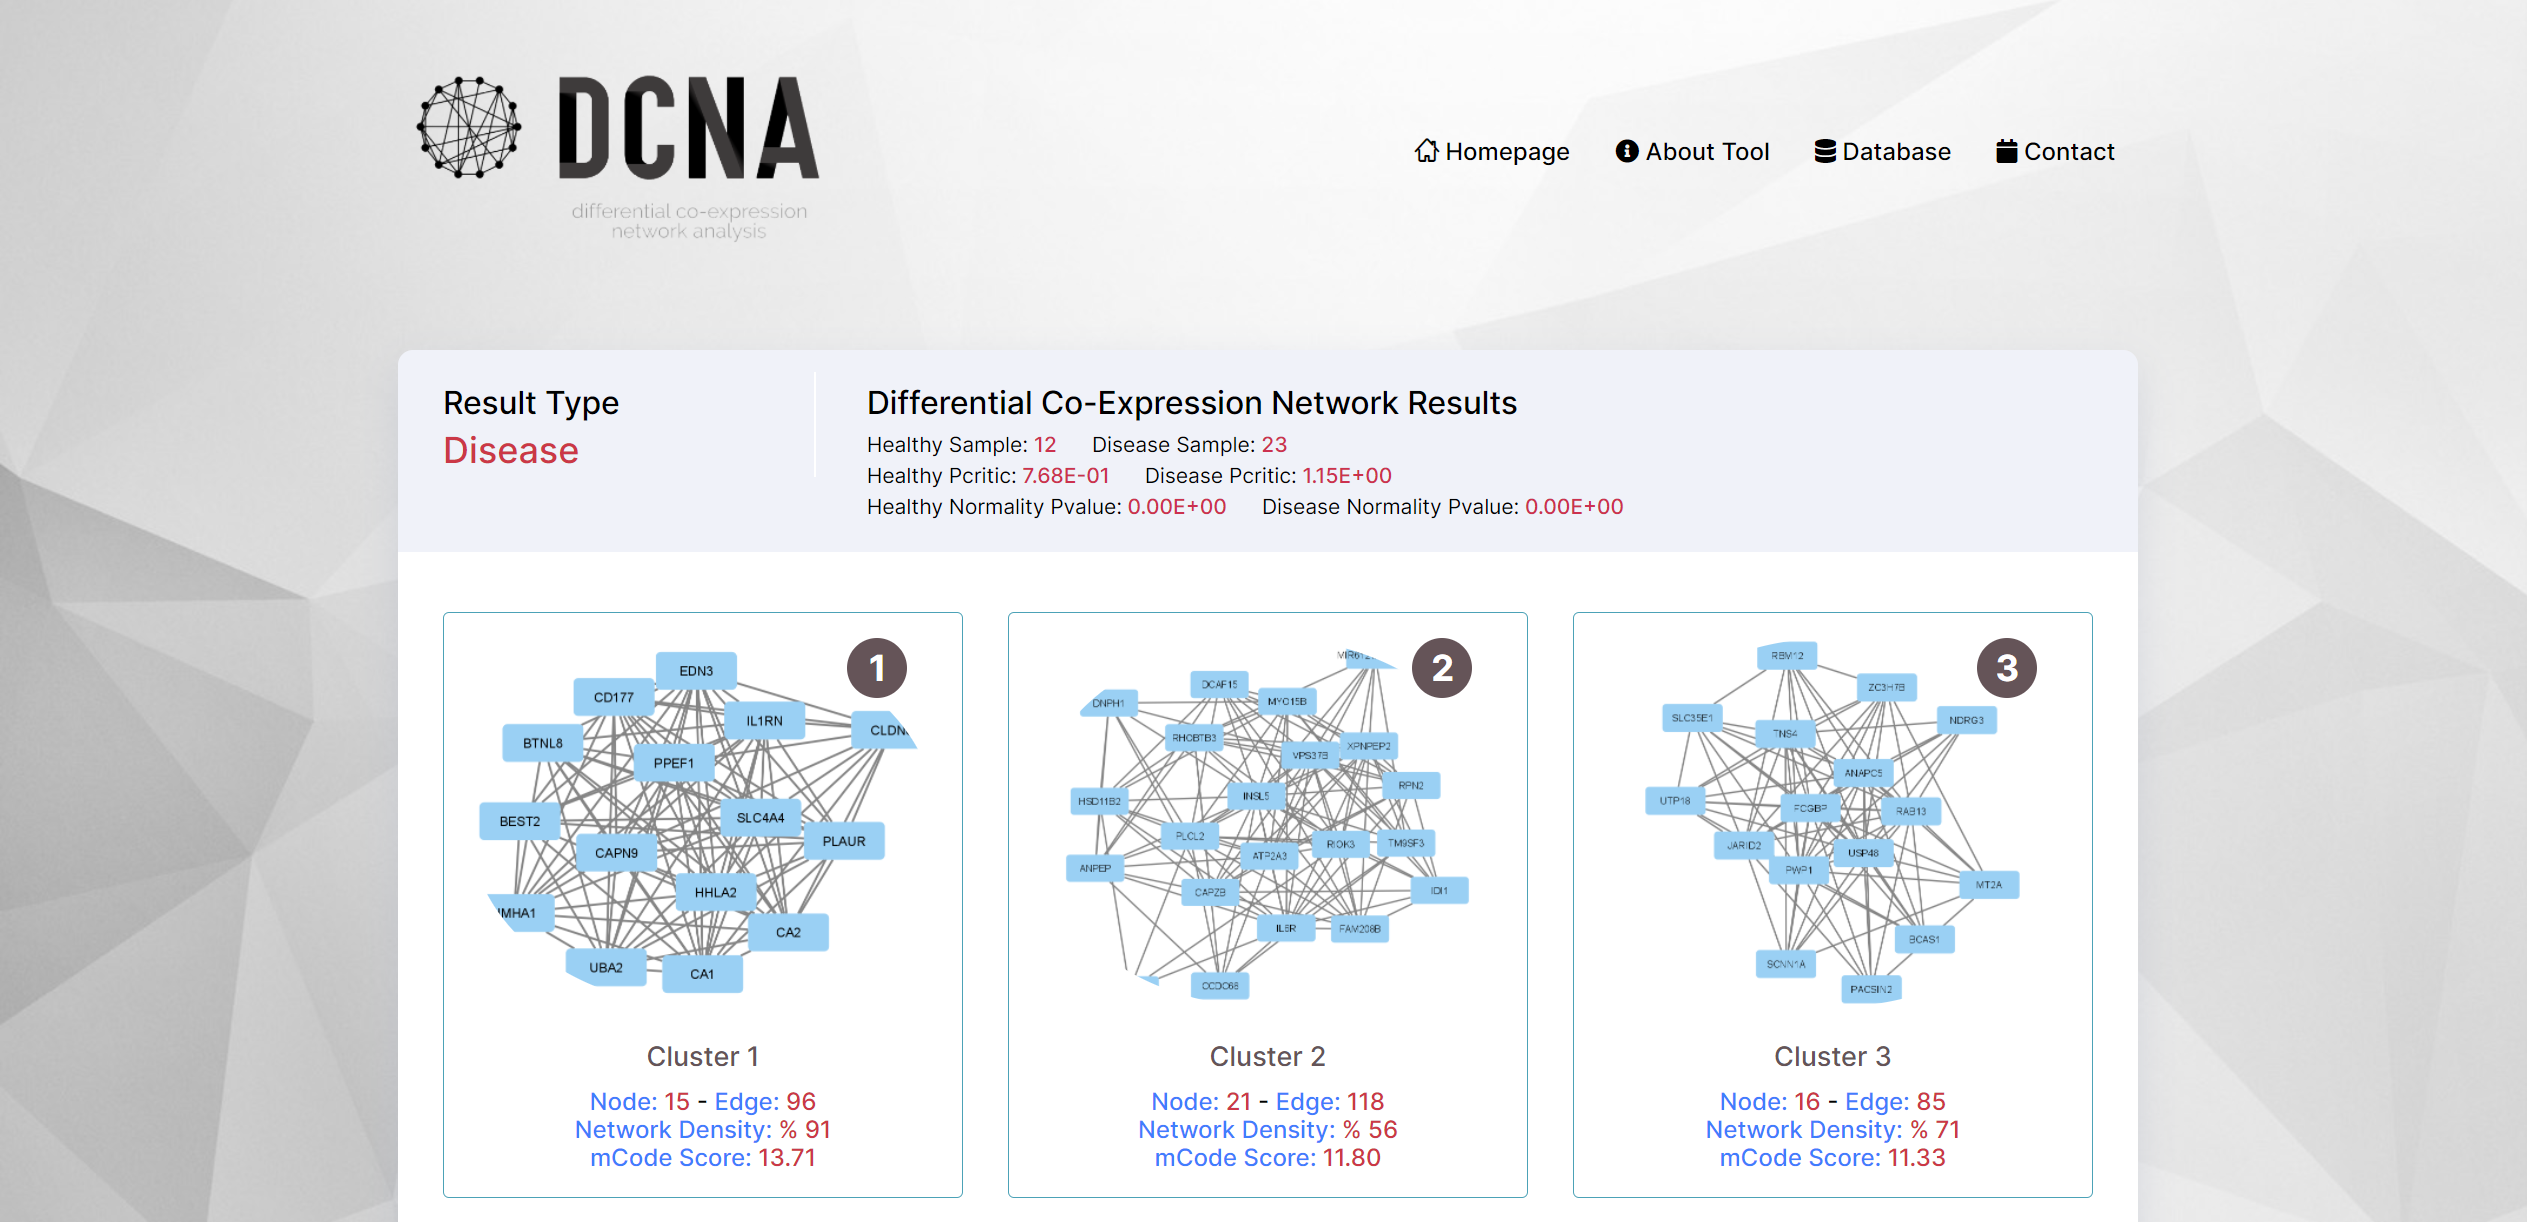 DCNA
differential co-expression
network analysis
Homepage About Tool Database Contact
Result Type
Disease
Differential Co-Expression Network Results
Healthy Sample: 12 Disease Sample: 23
Healthy Pcritic: 7.68E-01 Disease Pcritic: 1.15E+00
Healthy Normality Pvalue: 0.00E+00 Disease Normality Pvalue: 0.00E+00
1
EDN3
CD177
IL1RN
CLDN
BTNL8
PPEF1
SLC4A4
BEST2
PLAUR
CAPN9
HHLA2
MHA1
CA2
UBA2
CA1
Cluster 1
Node: 15 - Edge: 96
Network Density: % 91
mCode Score: 13.71
2
DCAF15
DNPH1
MYO15B
RHOBTB3
XPNPEP2
VPS37B
RPN2
INSL5
HSD11B2
PLCL2
RIOK3
TM9SF3
ATP2A3
ANPEP
CAPZB
IDI1
FAM208B
CCDC68
Cluster 2
Node: 21 - Edge: 118
Network Density: % 56
mCode Score: 11.80
3
RBM12
ZC3H7B
SLC35E1
NDRG3
TNS4
ANAPC5
UTP18
FCGBP
RAB13
JARID2
USP48
PWP1
MT2A
BCAS1
SCNN1A
PACSIN2
Cluster 3
Node: 16 - Edge: 85
Network Density: % 71
mCode Score: 11.33